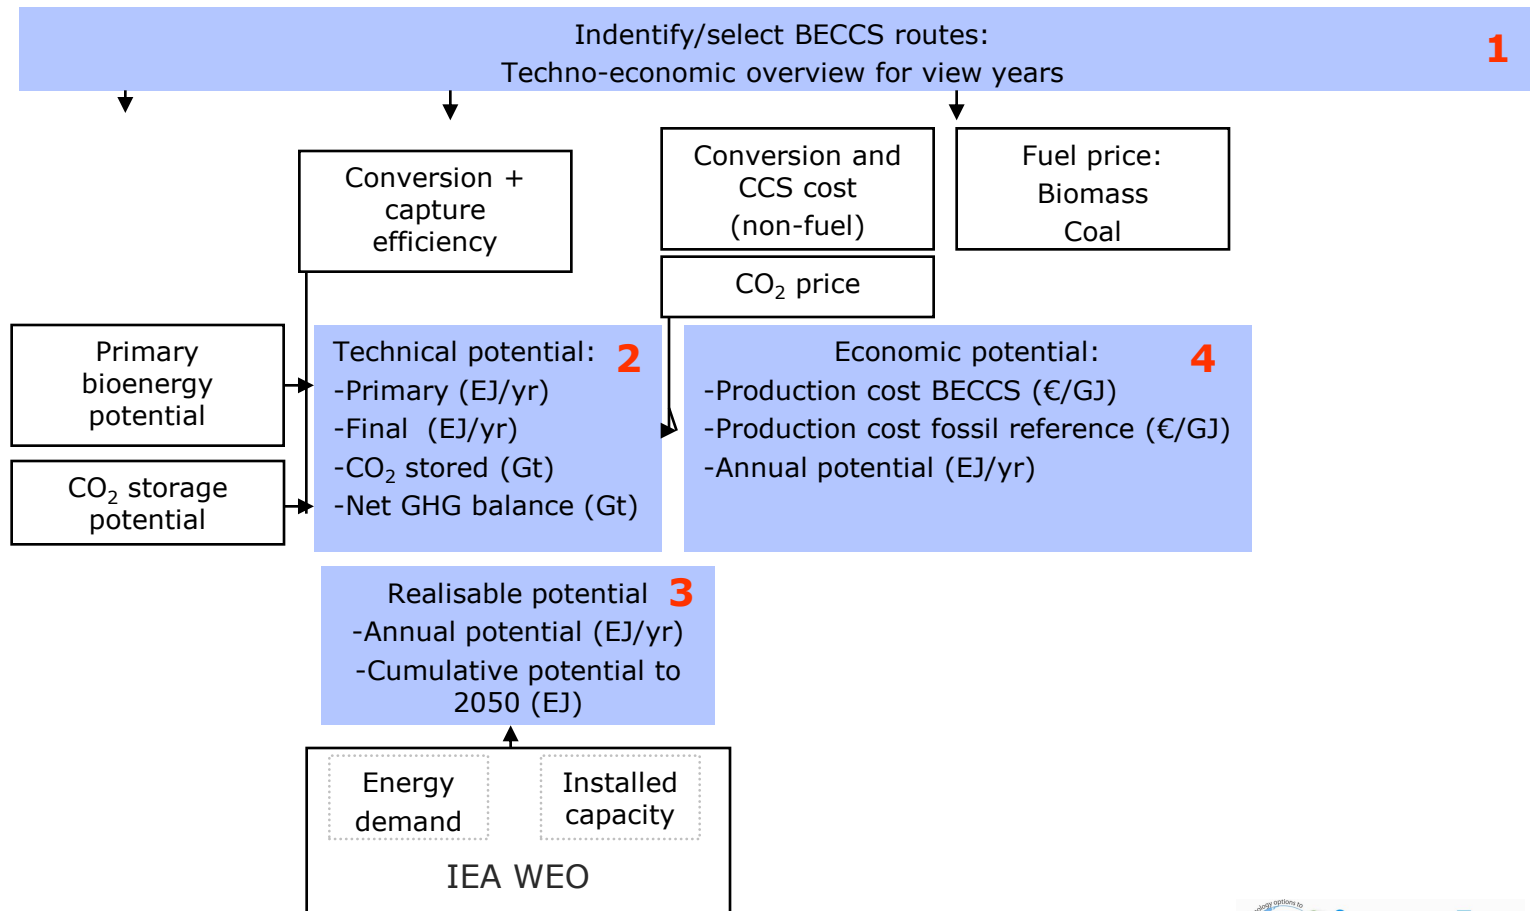 Indentify/select BECCS routes:
Techno-economic overview for view years
1
Conversion +
capture
efficiency
Conversion and
CCS cost
(non-fuel)
Fuel price:
Biomass
Coal
CO₂ price
Primary
bioenergy
potential
CO₂ storage
potential
Technical potential: 2
-Primary (EJ/yr)
-Final (EJ/yr)
-CO₂ stored (Gt)
-Net GHG balance (Gt)
Economic potential: 4
-Production cost BECCS (€/GJ)
-Production cost fossil reference (€/GJ)
-Annual potential (EJ/yr)
Realisable potential 3
-Annual potential (EJ/yr)
-Cumulative potential to
2050 (EJ)
Energy
demand
Installed
capacity
IEA WEO
options to